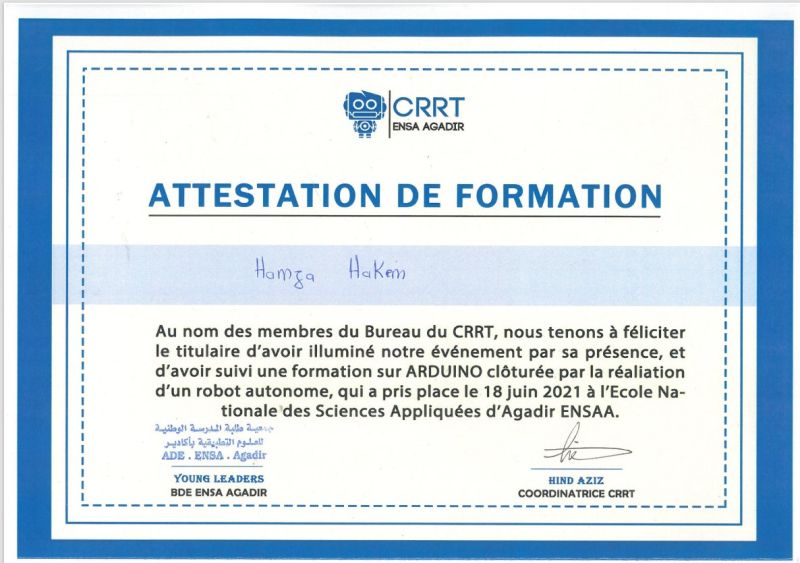 CRRT
ENSA AGADIR
ATTESTATION DE FORMATION
Hamza Hakem
Au nom des membres du Bureau du CRRT, nous tenons à féliciter
le titulaire d'avoir illuminé notre événement par sa présence, et
d'avoir suivi une formation sur ARDUINO clôturée par la réaliation
d'un robot autonome, qui a pris place le 18 juin 2021 à l'Ecole Na-
tionale des Sciences Appliquées d'Agadir ENSAA.
جمعية طلبة المدرسة الوطنية
للعلوم التطبيقية بأكادير
ADE . ENSA . Agadir
YOUNG LEADERS
BDE ENSA AGADIR
HIND AZIZ
COORDINATRICE CRRT